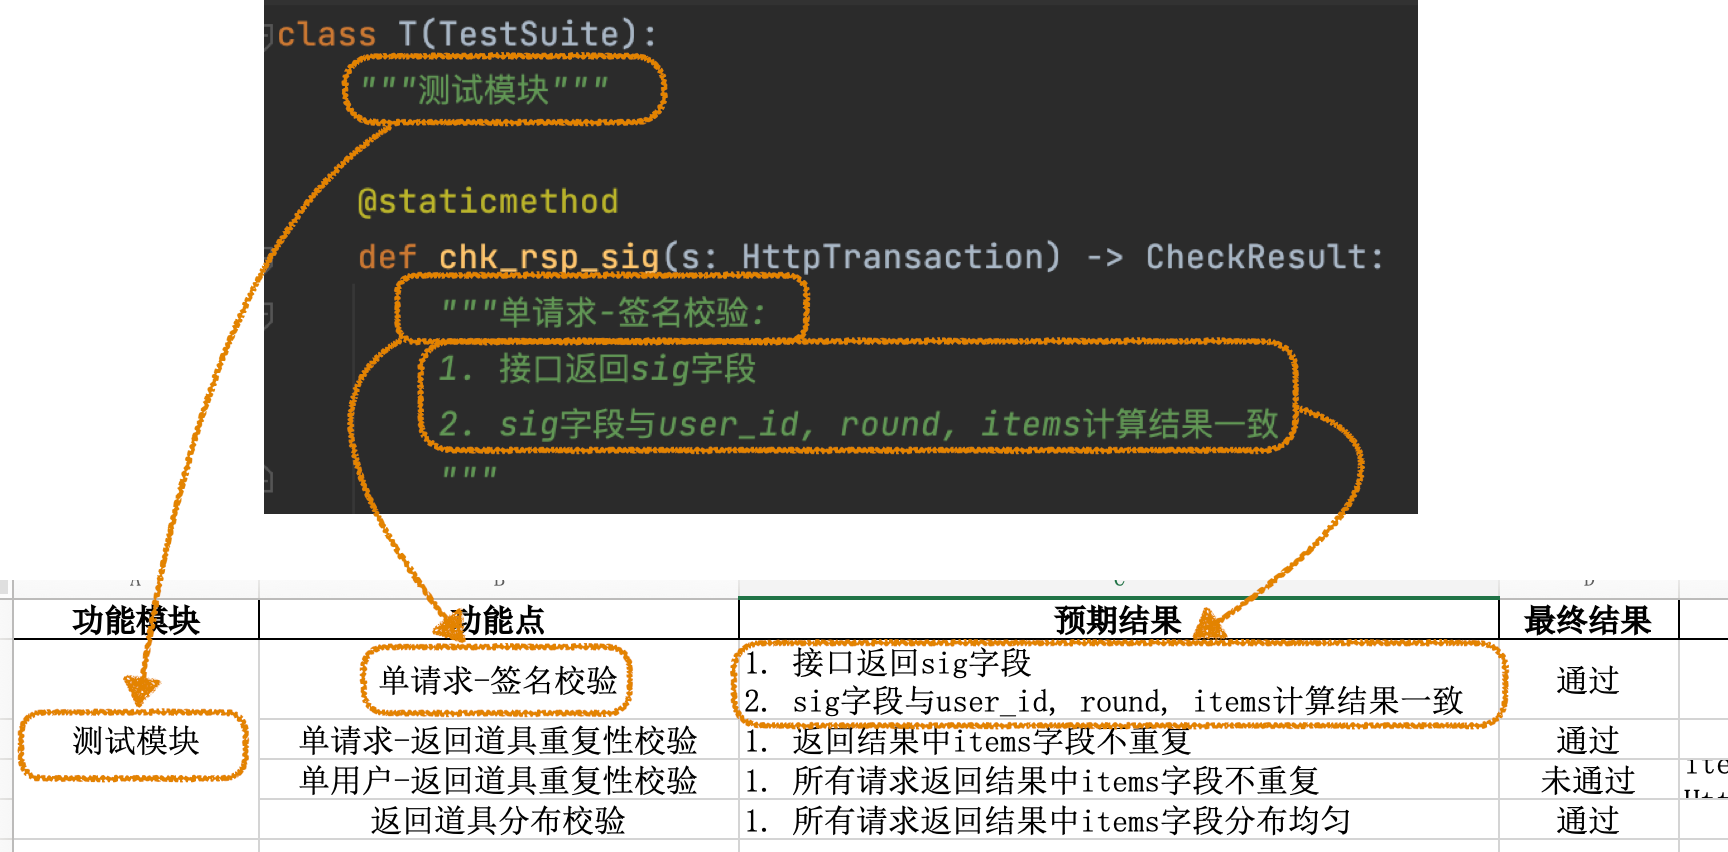 class T(TestSuite):
"""测试模块"""
@staticmethod
def chk_rsp_sig(s: HttpTransaction) -> CheckResult:
"""单请求-签名校验:
1. 接口返回sig字段
2. sig字段与user_id, round, items计算结果一致
"""
功能模块 功能点 预期结果 最终结果
测试模块
单请求-签名校验
1. 接口返回sig字段
2. sig字段与user_id, round, items计算结果一致
通过
单请求-返回道具重复性校验 1. 返回结果中items字段不重复 通过
单用户-返回道具重复性校验 1. 所有请求返回结果中items字段不重复 未通过
返回道具分布校验 1. 所有请求返回结果中items字段分布均匀 通过